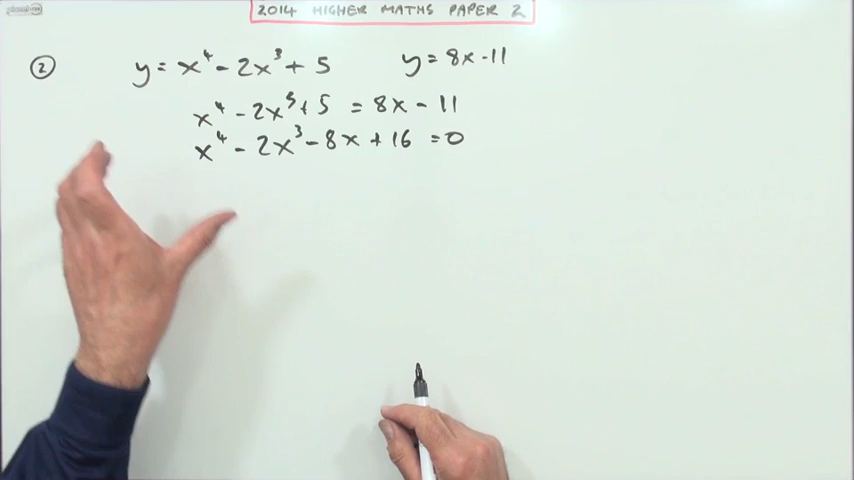 2014 HIGHER MATHS PAPER 2
② y = x⁴ - 2x³ + 5 y = 8x - 11
x⁴ - 2x³ + 5 = 8x - 11
x⁴ - 2x³ - 8x + 16 = 0